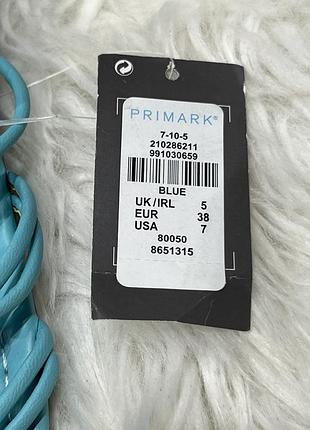 PRIMARK®
7-10-5
210286211
991030659
BLUE
UK/IRL 5
EUR 38
USA 7
80050
8651315